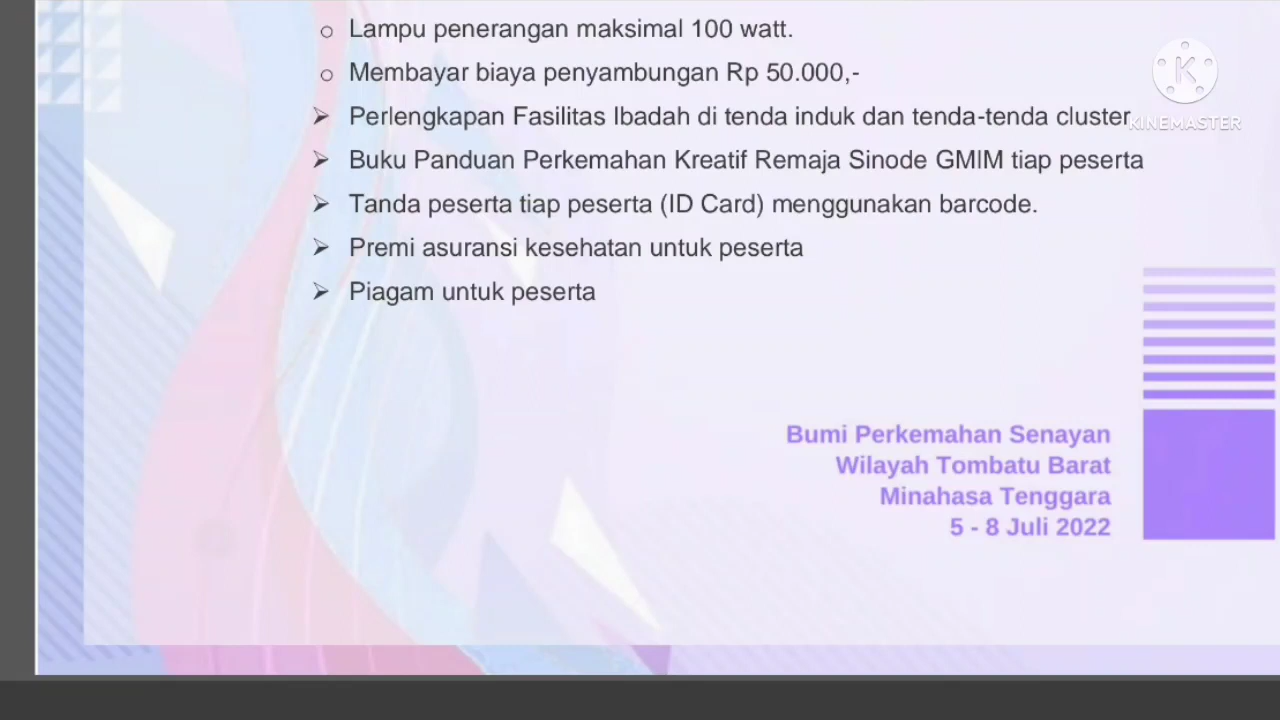 o Lampu penerangan maksimal 100 watt.
o Membayar biaya penyambungan Rp 50.000,-
➢ Perlengkapan Fasilitas Ibadah di tenda induk dan tenda-tenda cluster
➢ Buku Panduan Perkemahan Kreatif Remaja Sinode GMIM tiap peserta
➢ Tanda peserta tiap peserta (ID Card) menggunakan barcode.
➢ Premi asuransi kesehatan untuk peserta
➢ Piagam untuk peserta
K
KINEMASTER
Bumi Perkemahan Senayan
Wilayah Tombatu Barat
Minahasa Tenggara
5 - 8 Juli 2022